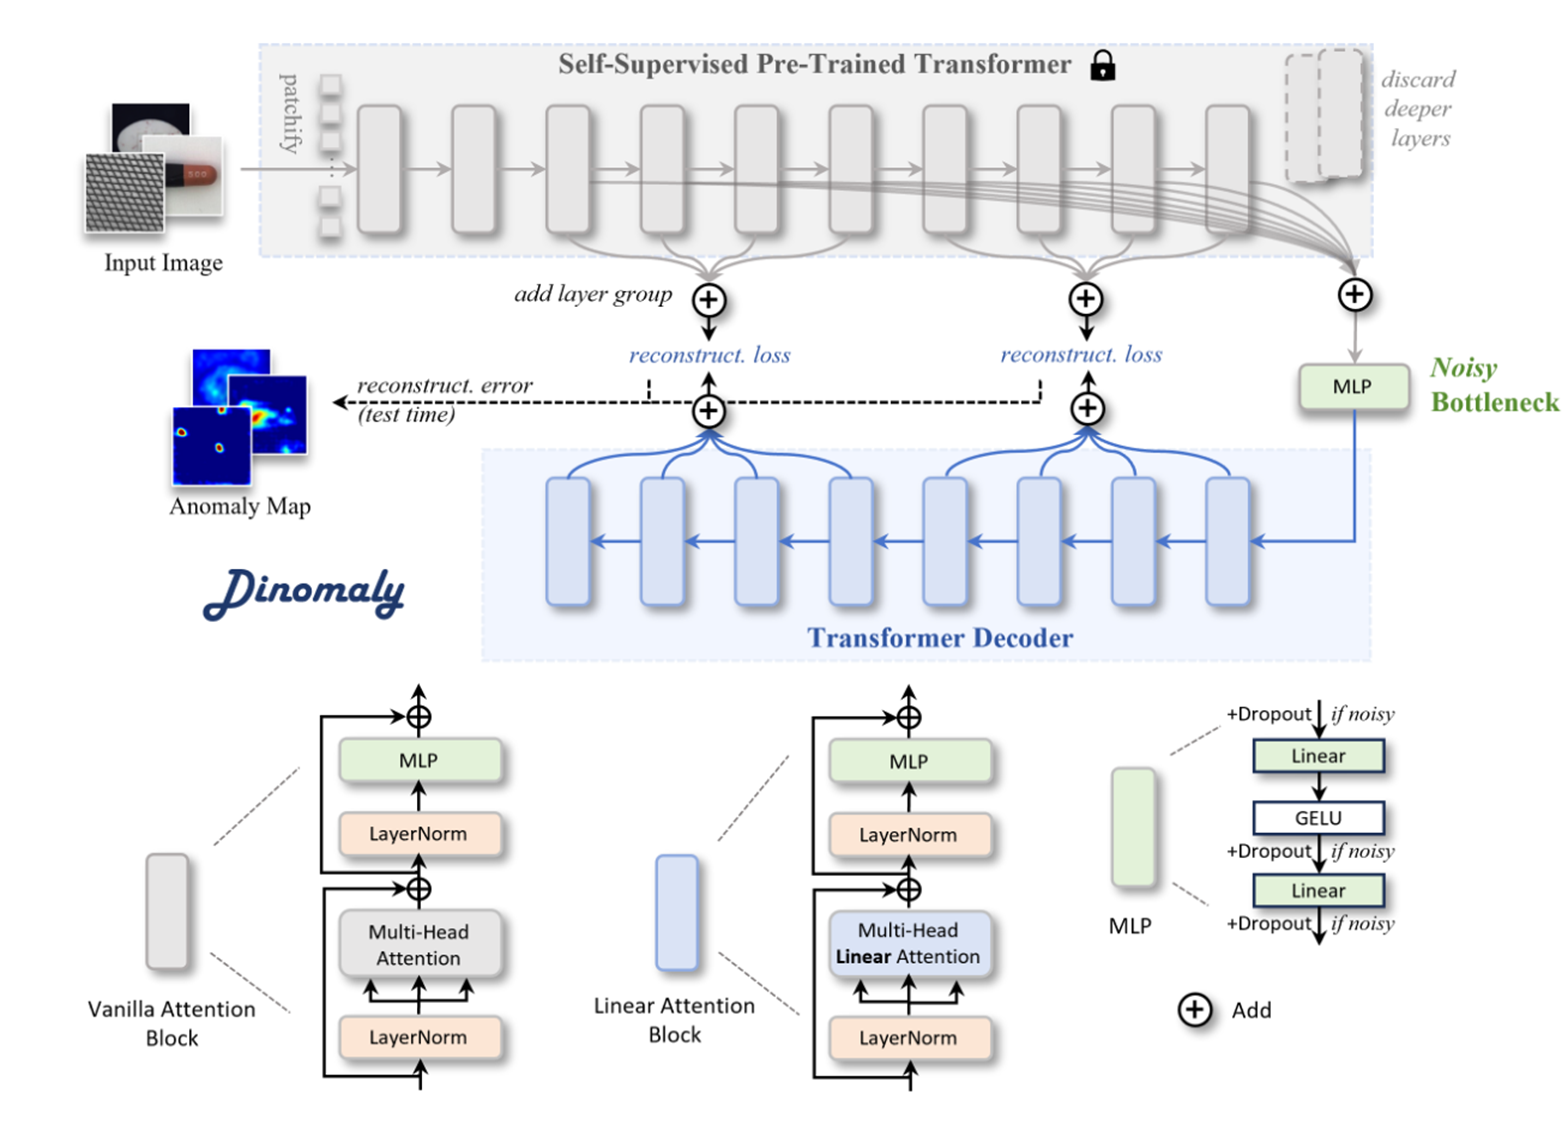 Self-Supervised Pre-Trained Transformer
patchify
discard
deeper
layers
500
Input Image
add layer group
reconstruct. loss
reconstruct. loss
reconstruct. error
(test time)
MLP
Noisy
Bottleneck
Anomaly Map
Dinomaly
Transformer Decoder
MLP
LayerNorm
Multi-Head
Attention
LayerNorm
Vanilla Attention
Block
MLP
LayerNorm
Multi-Head
Linear Attention
LayerNorm
Linear Attention
Block
+Dropout if noisy
Linear
GELU
+Dropout if noisy
Linear
+Dropout if noisy
MLP
Add